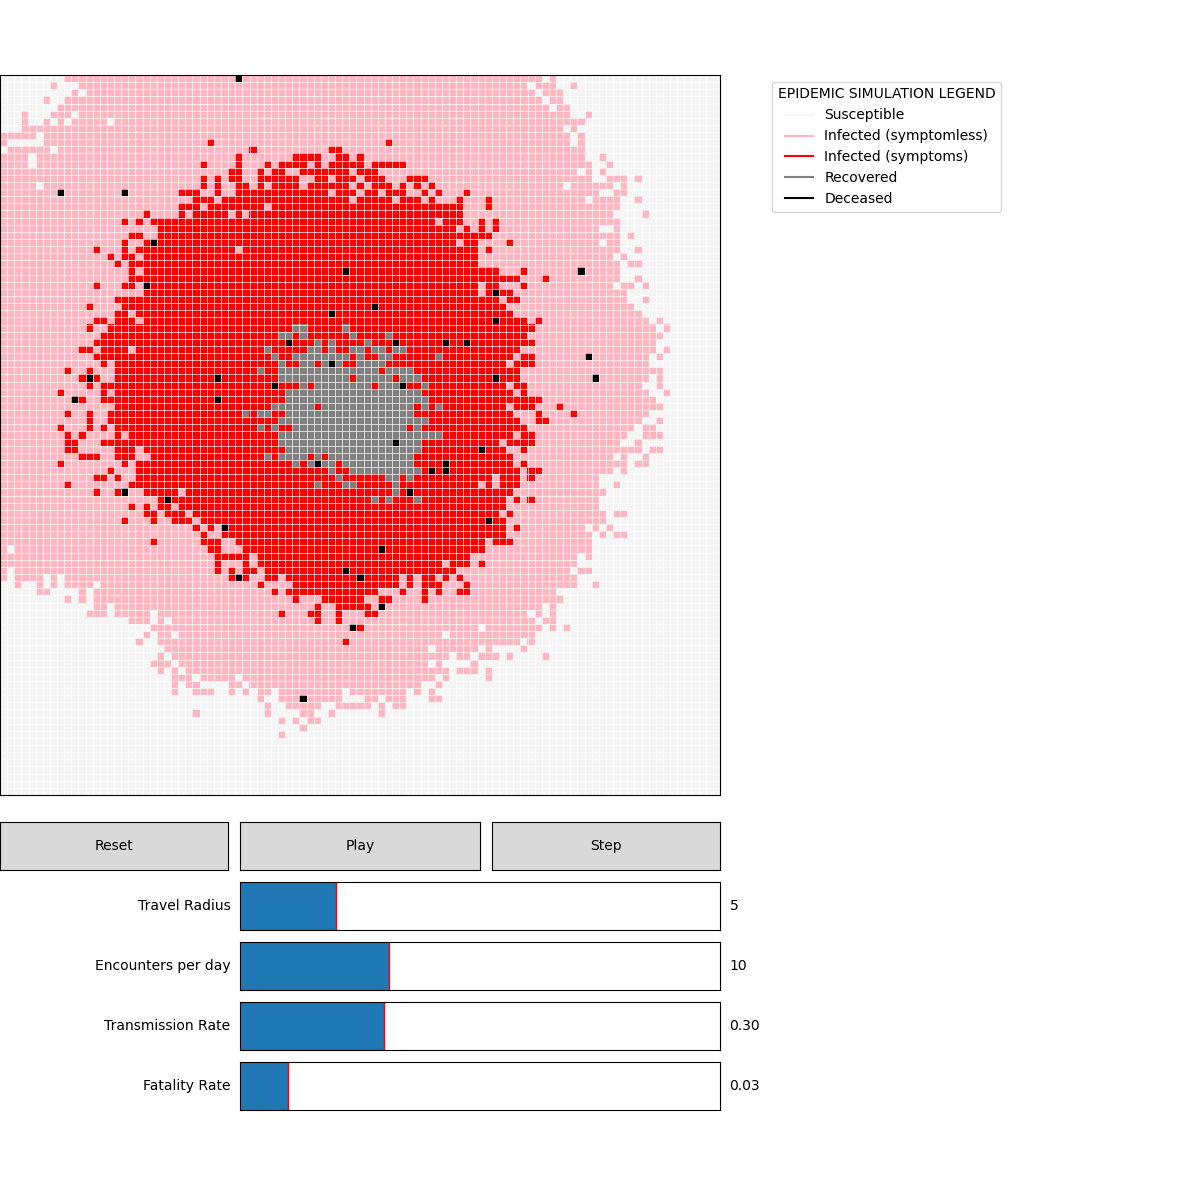 EPIDEMIC SIMULATION LEGEND
Susceptible
Infected (symptomless)
Infected (symptoms)
Recovered
Deceased
Reset
Play
Step
Travel Radius
5
Encounters per day
10
Transmission Rate
0.30
Fatality Rate
0.03